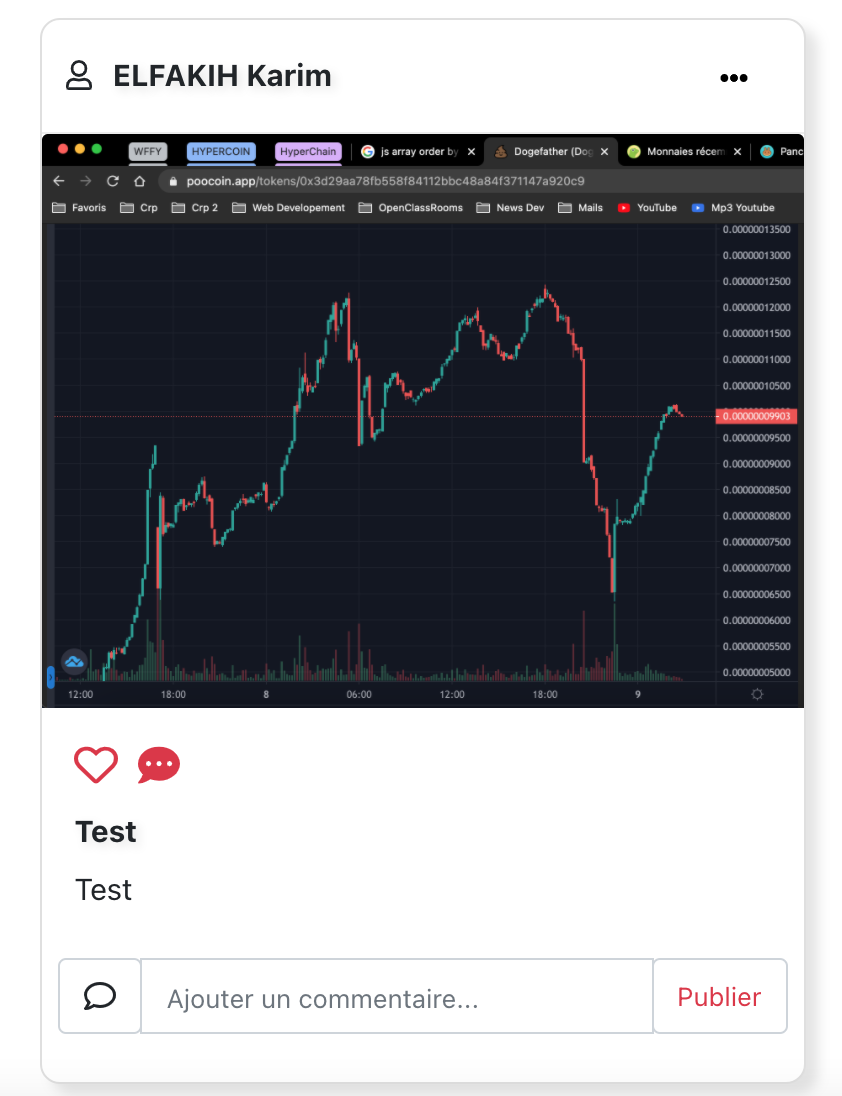 ELFAKIH Karim
WFFY HYPERCOIN HyperChain js array order by Dogefather (Dog Monnaies récem Panc
poocoin.app/tokens/0x3d29aa78fb558f84112bbc48a84f371147a920c9
Favoris Crp Crp 2 Web Developement OpenClassRooms News Dev Mails YouTube Mp3 Youtube
0.00000013500
0.00000013000
0.00000012500
0.00000012000
0.00000011500
0.00000011000
0.00000010500
0.00000009903
0.00000009500
0.00000009000
0.00000008500
0.00000008000
0.00000007500
0.00000007000
0.00000006500
0.00000006000
0.00000005500
0.00000005000
12:00 18:00 8 06:00 12:00 18:00 9
Test
Test
Ajouter un commentaire... Publier